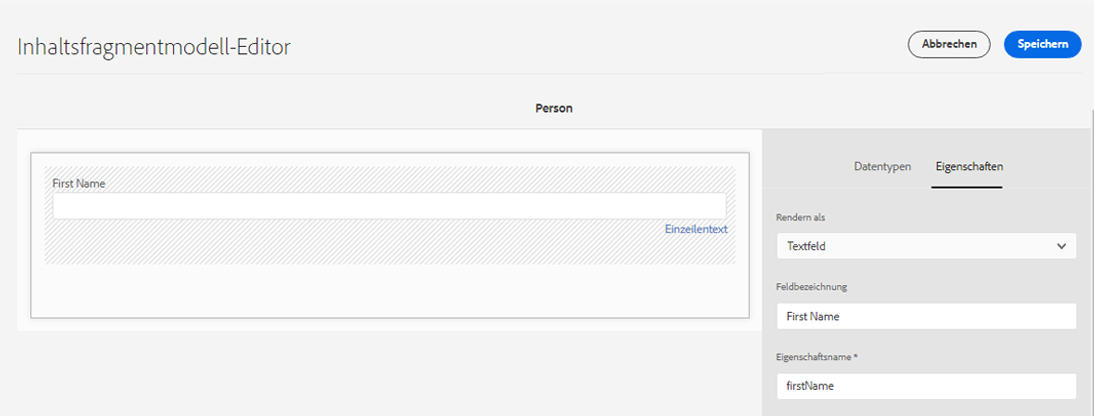 Inhaltsfragmentmodell-Editor
Abbrechen
Speichern
Person
First Name
Einzeilentext
Datentypen
Eigenschaften
Rendern als
Textfeld
Feldbezeichnung
First Name
Eigenschaftsname *
firstName